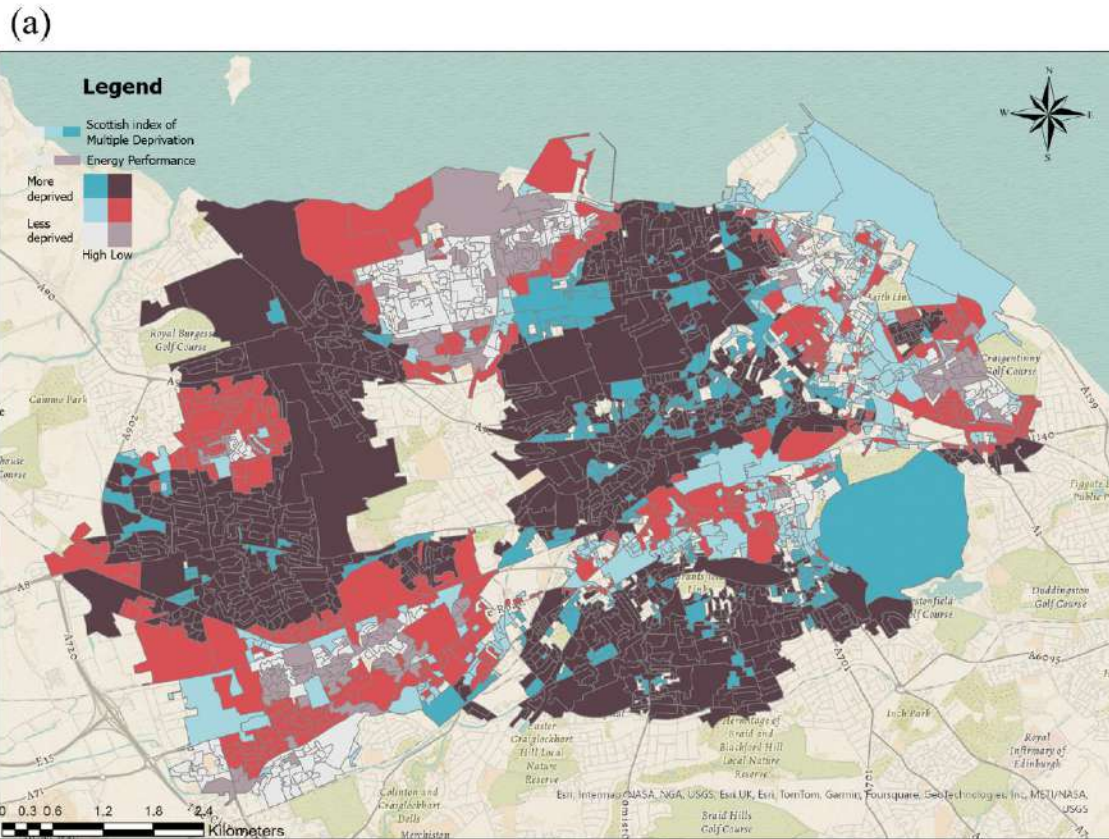 (a)
Legend
Scottish index of
Multiple Deprivation
Energy Performance
More
deprived
Less
deprived
High Low
N
W E
S
A90
Royal Burgess
Golf Course
A902
Craigentinny
Golf Course
A199
A140
A8
A720
A1
Duddingston
Golf Course
A6095
A701
Inch Park
E15
A71
Easter
Craiglockhart
Hill Local
Nature
Reserve
Hermitage of
Braid and
Blackford Hill
Local Nature
Reserve
Royal
Infirmary of
Edinburgh
Colinton and
Craiglockhart
Dells
Merchiston
Braid Hills
Golf Course
0 0.3 0.6 1.2 1.8 2.4
Kilometers
Esri, Intermap, NASA, NGA, USGS, Esri UK, Esri, TomTom, Garmin, Foursquare, GeoTechnologies, Inc, METI/NASA,
USGS